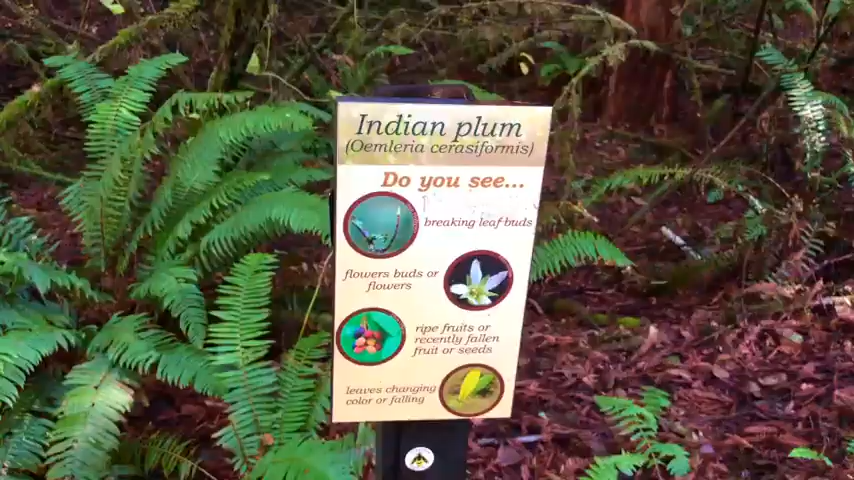 Indian plum
(Oemleria cerasiformis)
Do you see...
breaking leaf buds
flowers buds or
flowers
ripe fruits or
recently fallen
fruit or seeds
leaves changing
color or falling